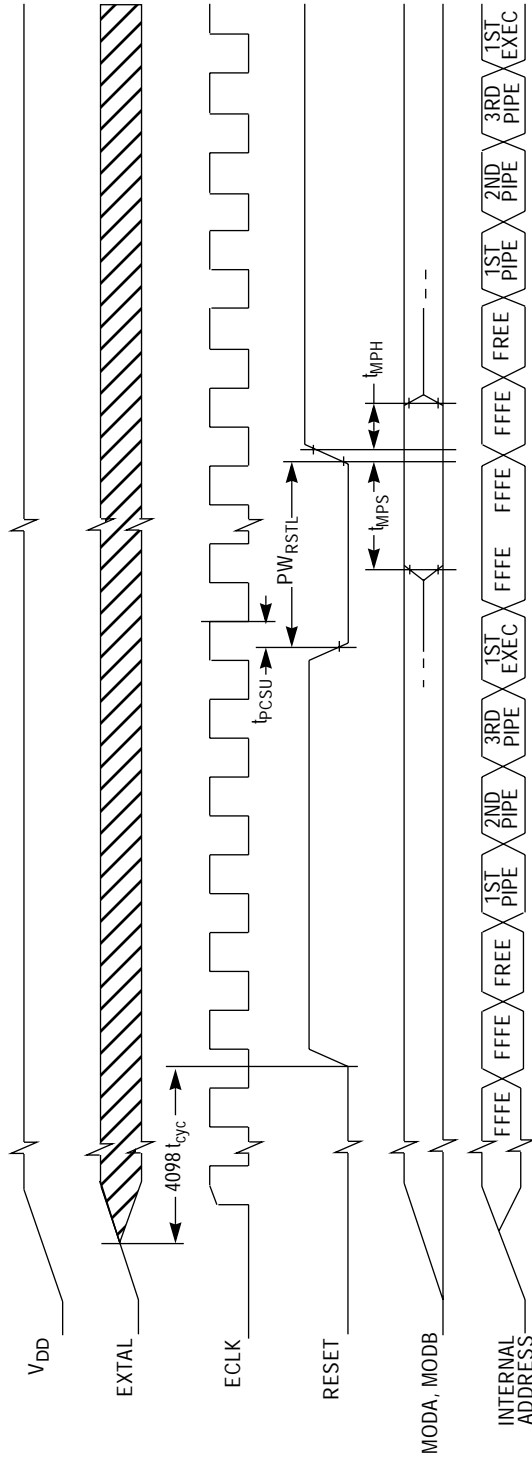 V_DD
EXTAL
4098 t_cyc
ECLK
t_PCSU
PW_RSTL
RESET
t_MPS
t_MPH
MODA, MODB
INTERNAL
ADDRESS
FFFE
FFFE
FREE
1ST
PIPE
2ND
PIPE
3RD
PIPE
1ST
EXEC
FFFE
FFFE
FFFE
FREE
1ST
PIPE
2ND
PIPE
3RD
PIPE
1ST
EXEC